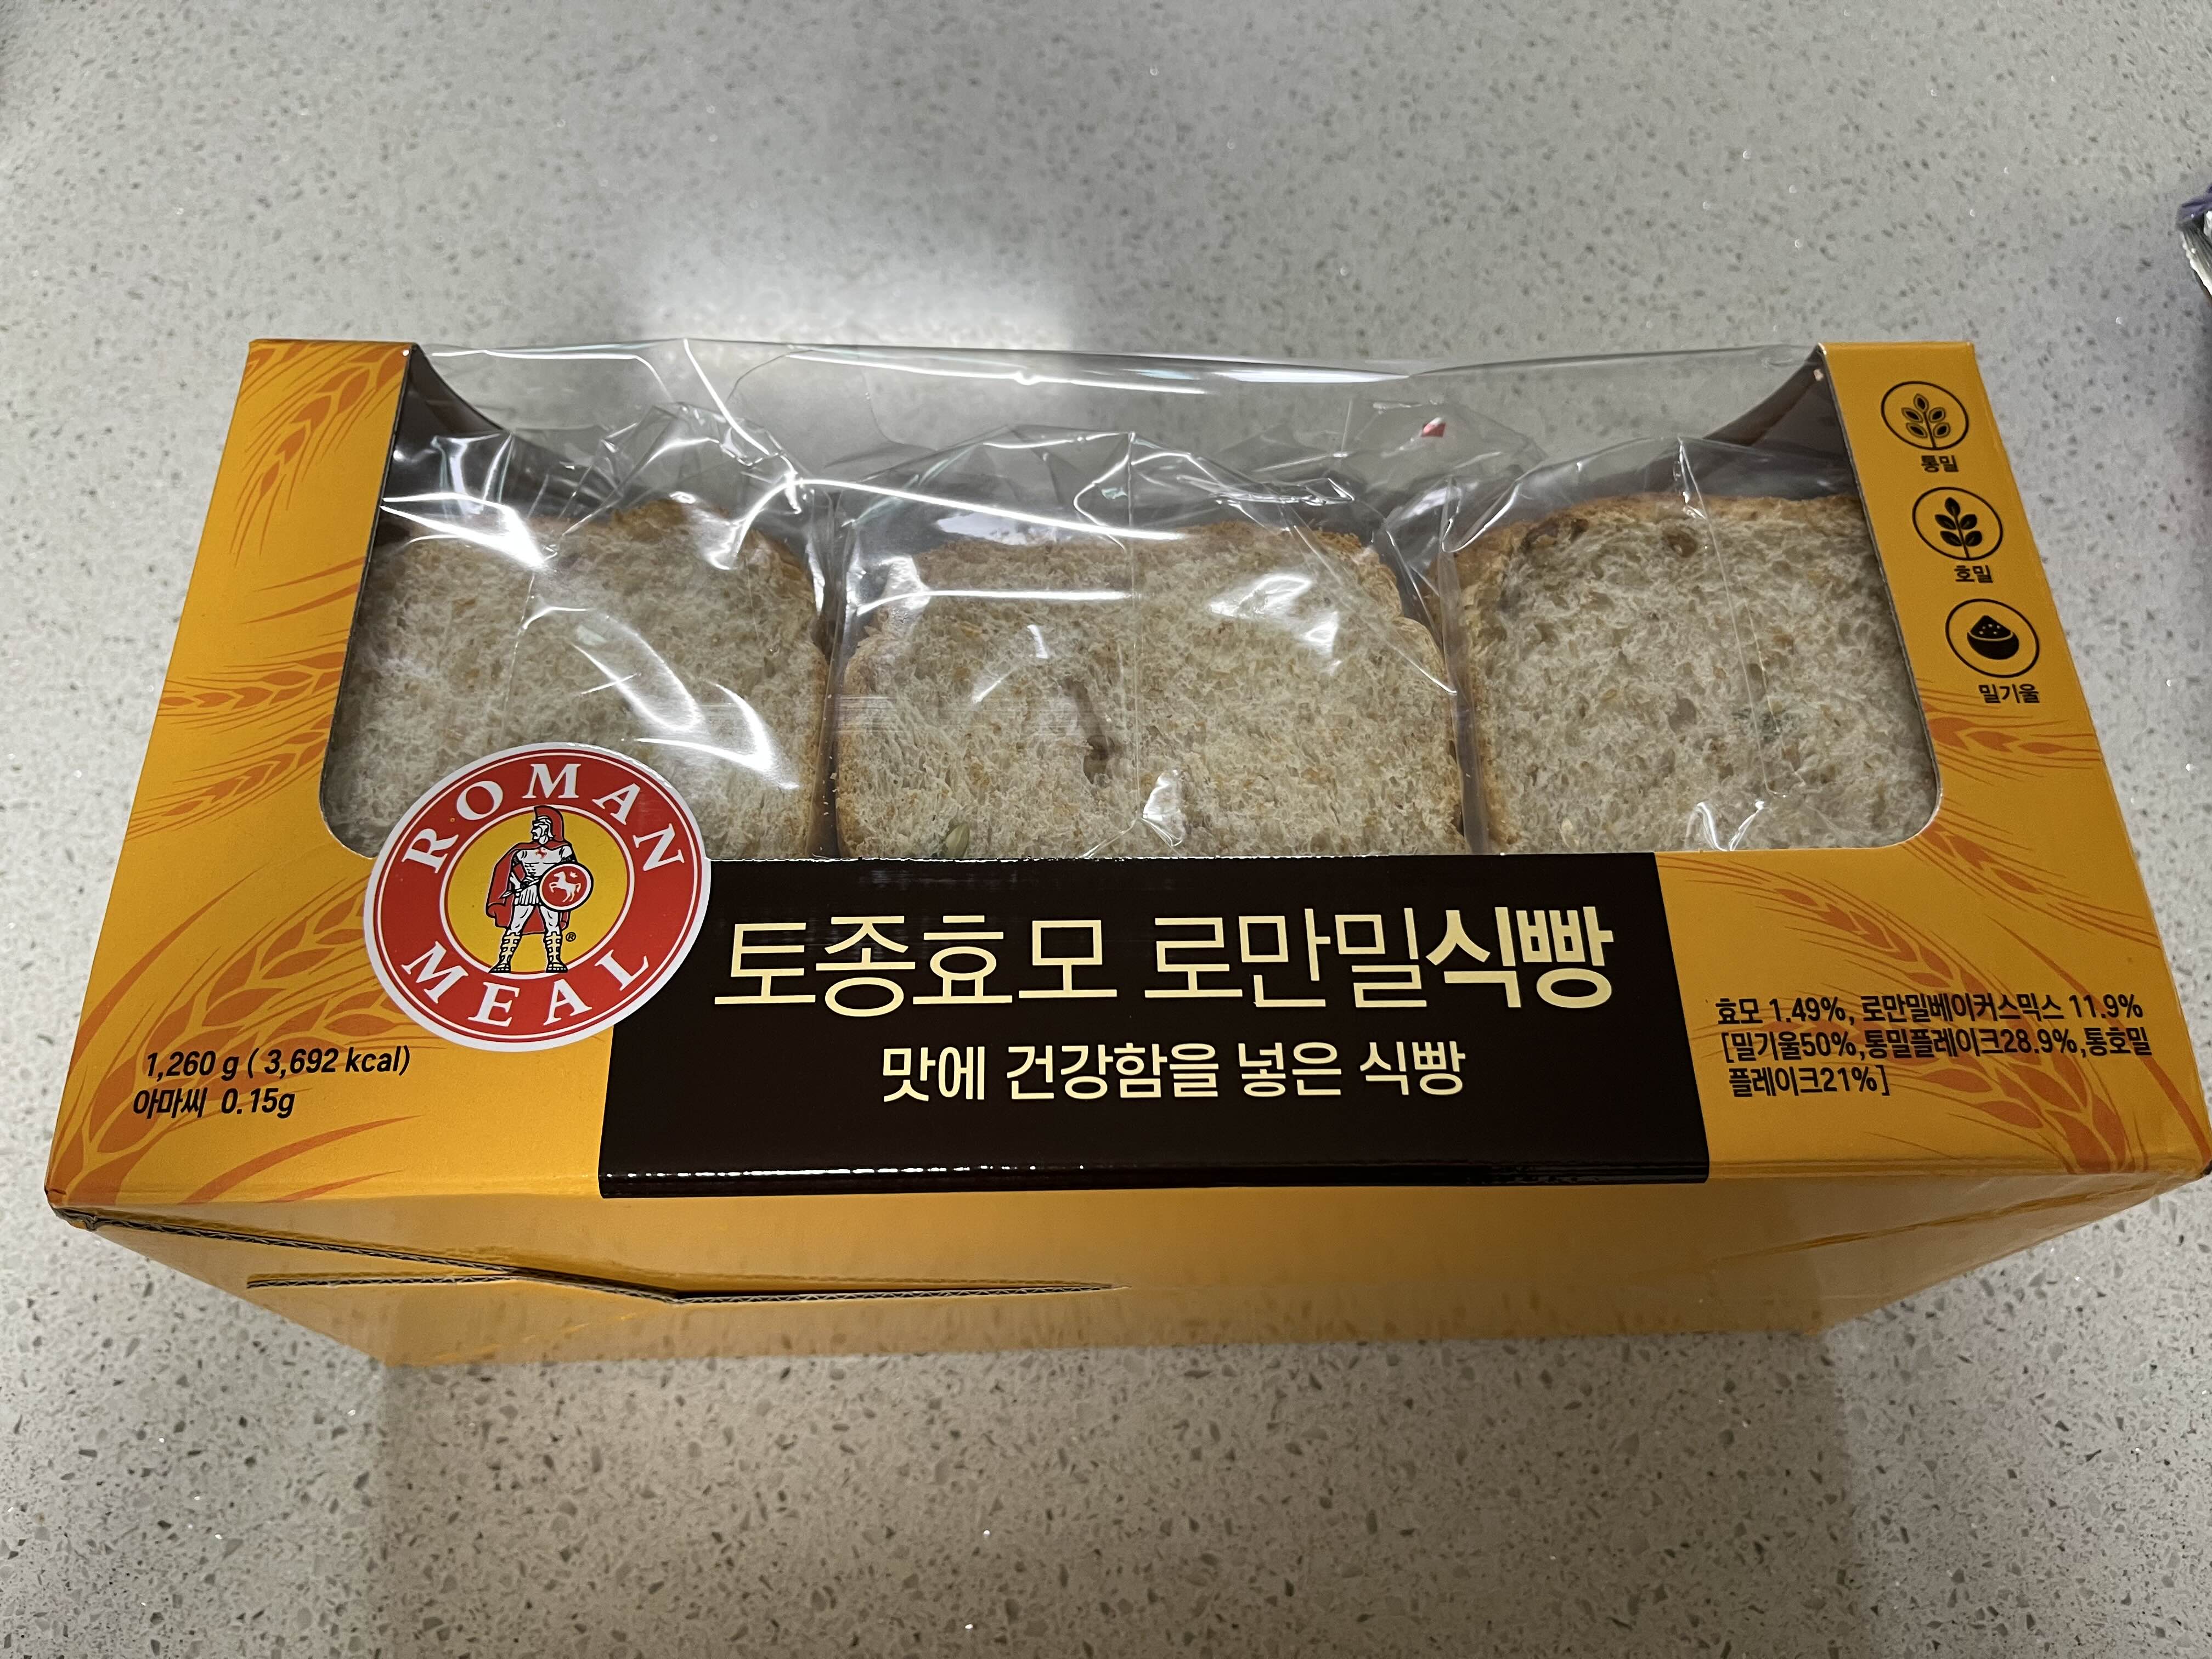 통밀
호밀
밀기울
ROMAN
MEAL
®
토종효모 로만밀식빵
맛에 건강함을 넣은 식빵
1,260 g ( 3,692 kcal)
아마씨 0.15g
효모 1.49%, 로만밀베이커스믹스 11.9%
[밀기울50%,통밀플레이크28.9%,통호밀
플레이크21%]